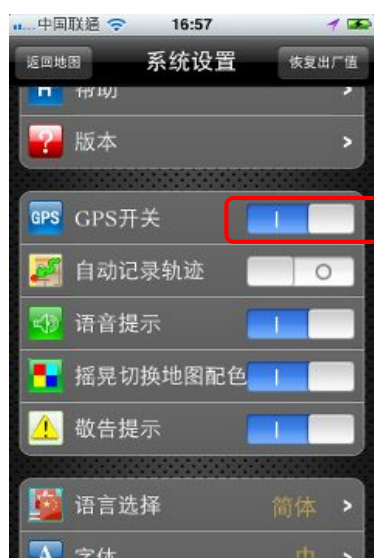 ...中国联通 16:57
返回地图 系统设置 恢复出厂值
H 帮助
? 版本
GPS GPS开关
自动记录轨迹
语音提示
摇晃切换地图配色
! 敬告提示
语言选择 简体
A 字体 中